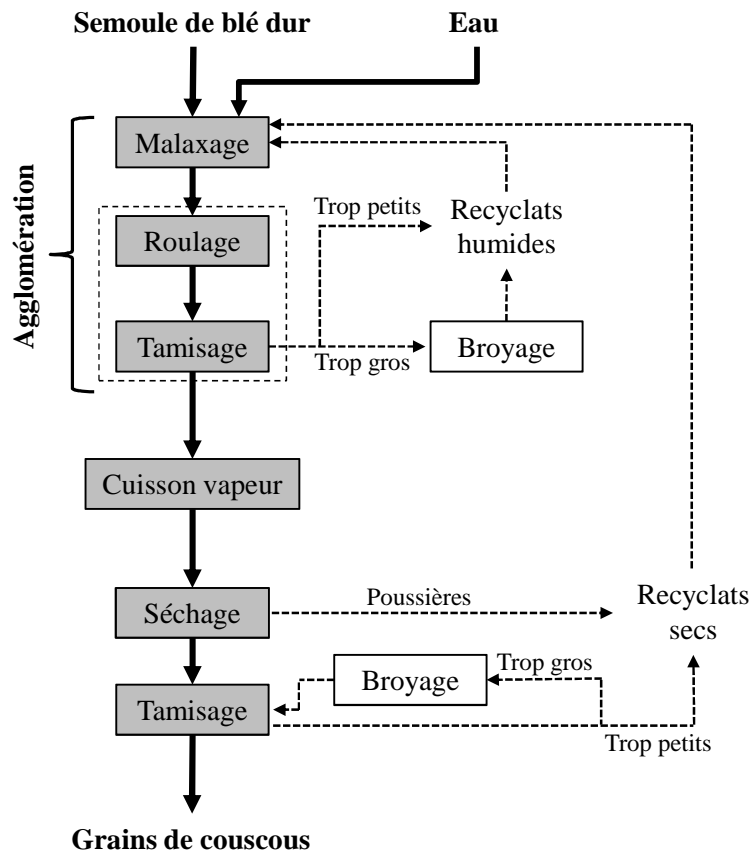 Semoule de blé dur
Eau
Malaxage
Agglomération
Roulage
Trop petits
Recyclats
humides
Tamisage
Trop gros
Broyage
Cuisson vapeur
Séchage
Poussières
Recyclats
secs
Trop gros
Broyage
Tamisage
Trop petits
Grains de couscous